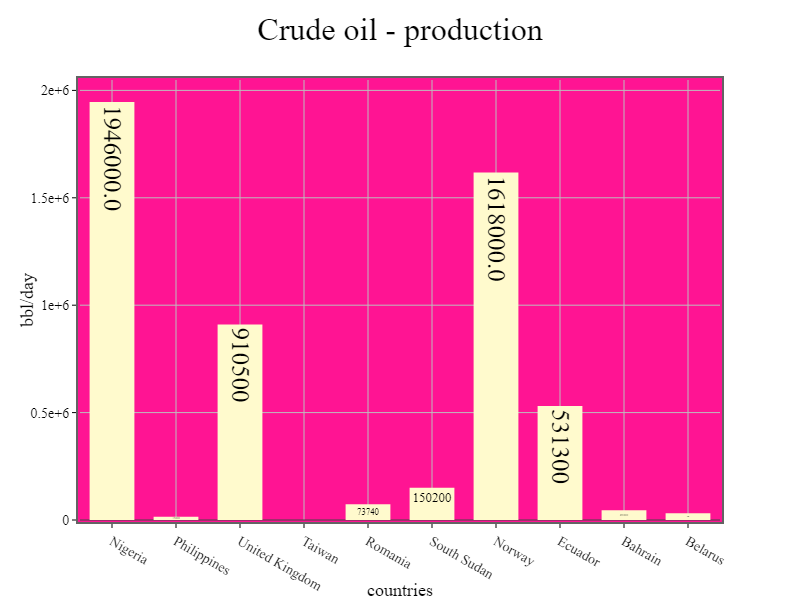 Crude oil - production
2e+6
1.5e+6
1e+6
0.5e+6
0
bbl/day
1946000.0
910500
73740
150200
1618000.0
531300
Nigeria
Philippines
United Kingdom
Taiwan
Romania
South Sudan
Norway
Ecuador
Bahrain
Belarus
countries